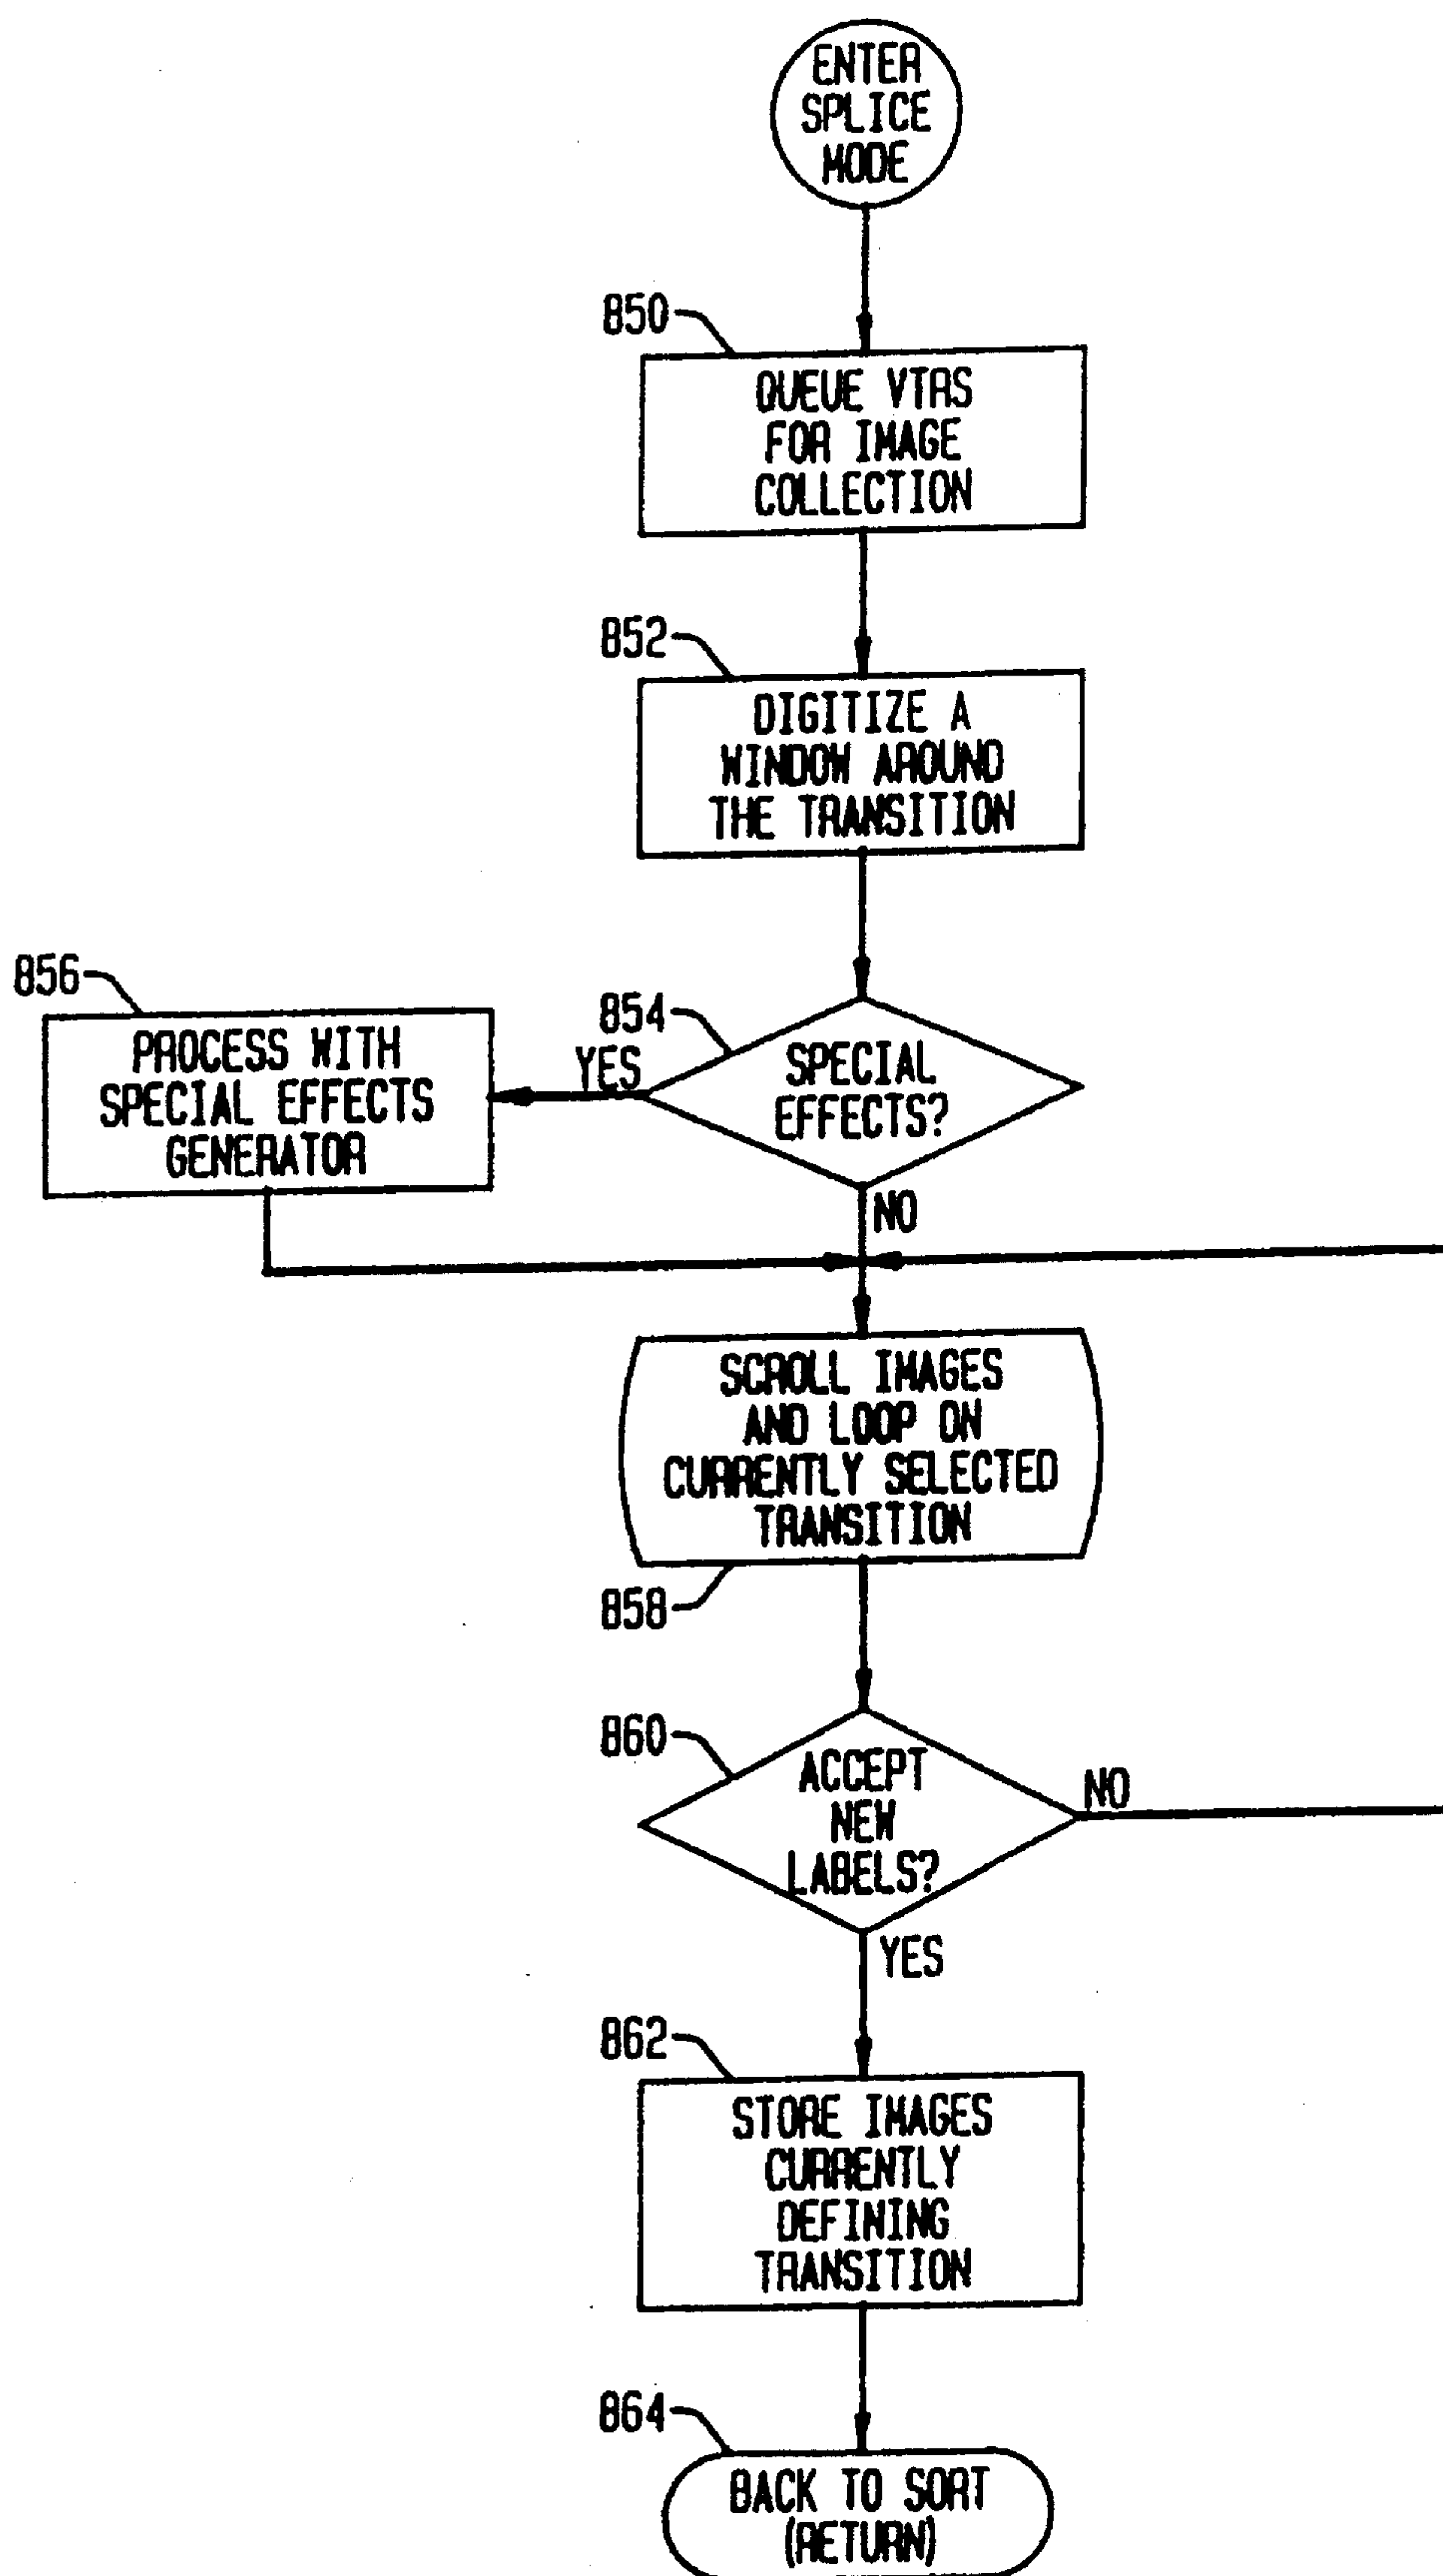 ENTER
SPLICE
MODE
850
QUEUE VTRS
FOR IMAGE
COLLECTION
852
DIGITIZE A
WINDOW AROUND
THE TRANSITION
856
PROCESS WITH
SPECIAL EFFECTS
GENERATOR
854
YES
SPECIAL
EFFECTS?
NO
SCROLL IMAGES
AND LOOP ON
CURRENTLY SELECTED
TRANSITION
858
860
ACCEPT
NEW
LABELS?
NO
YES
862
STORE IMAGES
CURRENTLY
DEFINING
TRANSITION
864
BACK TO SORT
(RETURN)